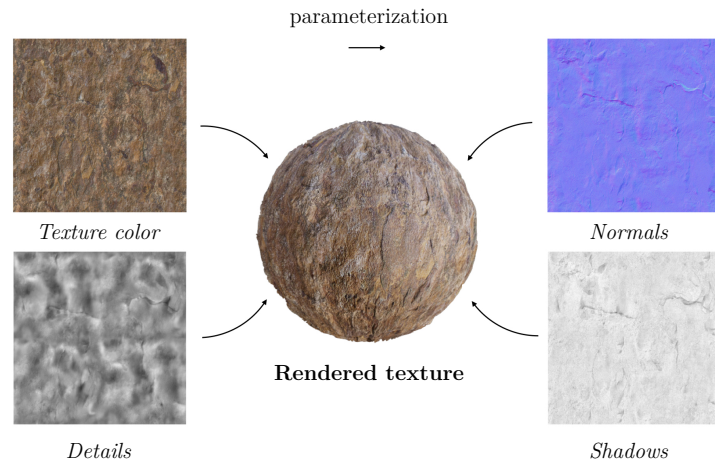 parameterization
Texture color
Normals
Rendered texture
Details
Shadows